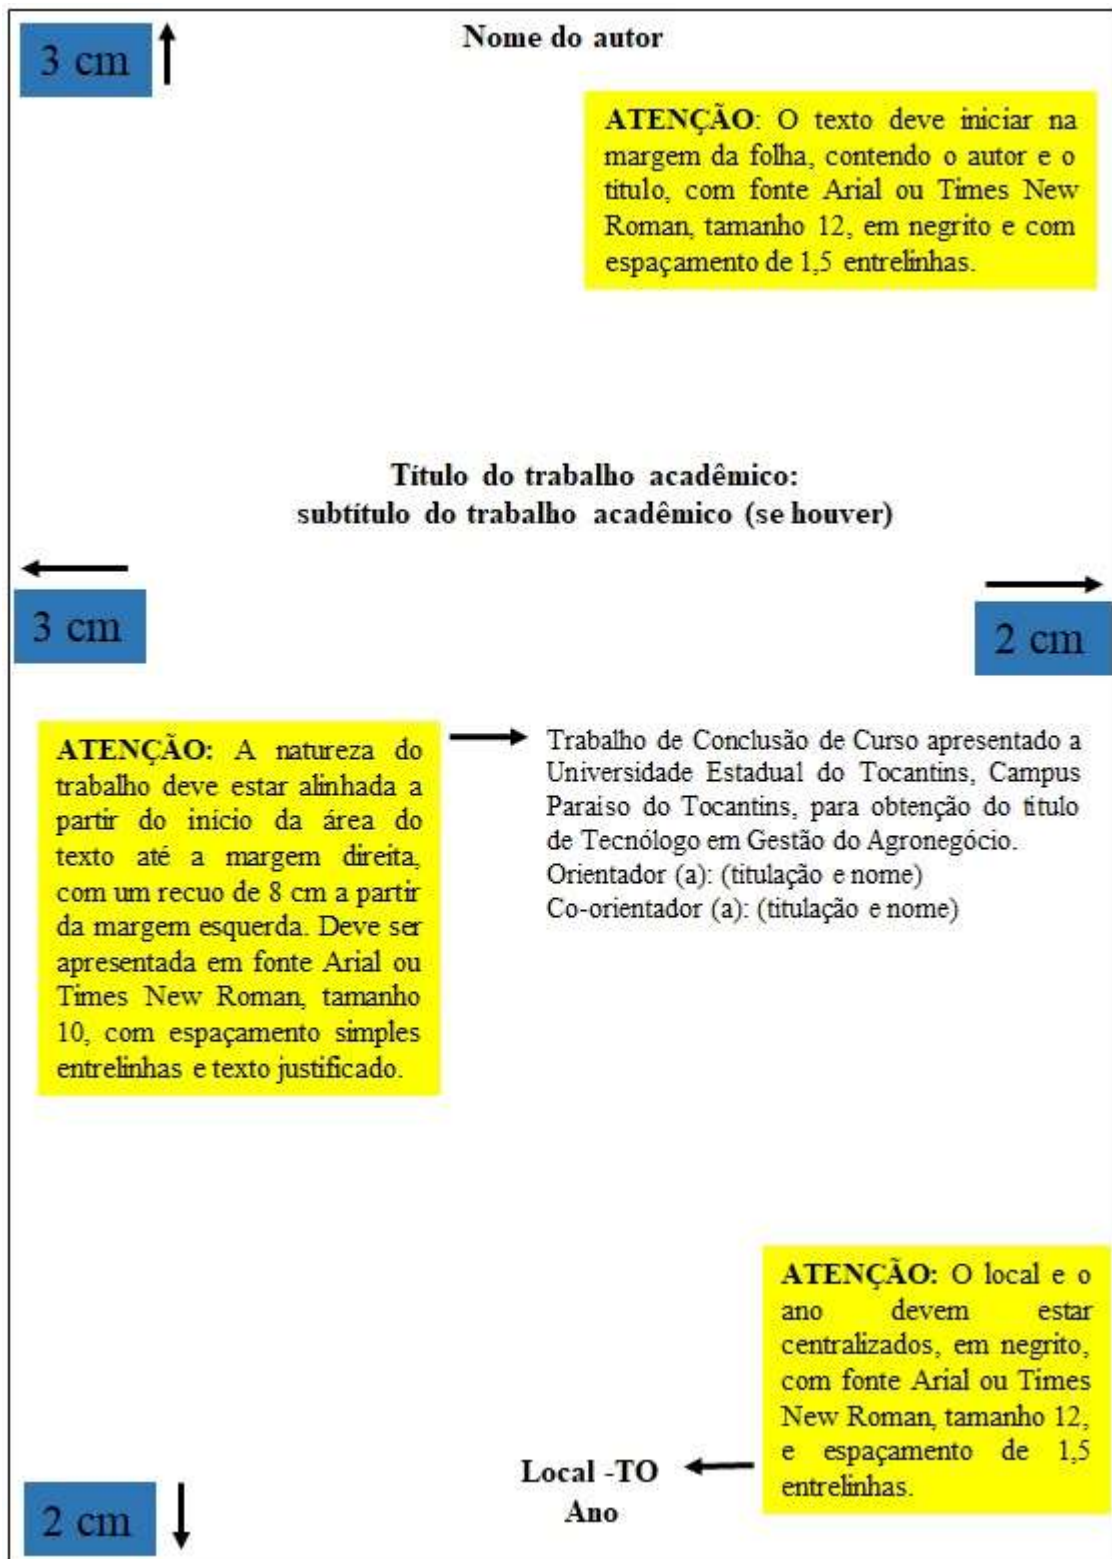 3 cm
Nome do autor
ATENÇÃO: O texto deve iniciar na
margem da folha, contendo o autor e o
título, com fonte Arial ou Times New
Roman, tamanho 12, em negrito e com
espaçamento de 1,5 entrelinhas.
Título do trabalho acadêmico:
subtítulo do trabalho acadêmico (se houver)
3 cm
2 cm
ATENÇÃO: A natureza do
trabalho deve estar alinhada a
partir do início da área do
texto até a margem direita,
com um recuo de 8 cm a partir
da margem esquerda. Deve ser
apresentada em fonte Arial ou
Times New Roman, tamanho
10, com espaçamento simples
entrelinhas e texto justificado.
Trabalho de Conclusão de Curso apresentado a
Universidade Estadual do Tocantins, Campus
Paraíso do Tocantins, para obtenção do título
de Tecnólogo em Gestão do Agronegócio.
Orientador (a): (titulação e nome)
Co-orientador (a): (titulação e nome)
ATENÇÃO: O local e o
ano devem estar
centralizados, em negrito,
com fonte Arial ou Times
New Roman, tamanho 12,
e espaçamento de 1,5
entrelinhas.
Local -TO
Ano
2 cm